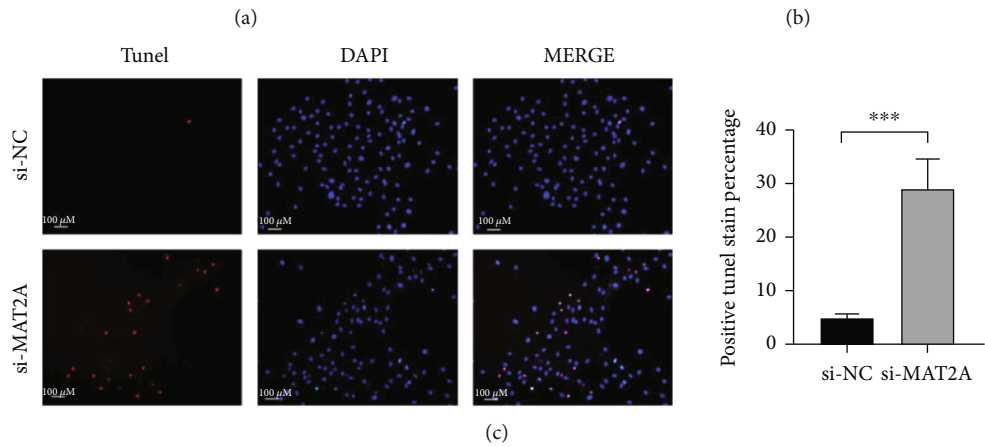 (a)
(b)
Tunel
DAPI
MERGE
si-NC
100 μM
100 μM
100 μM
si-MAT2A
100 μM
100 μM
100 μM
Positive tunel stain percentage
40
30
20
10
0
***
si-NC
si-MAT2A
(c)